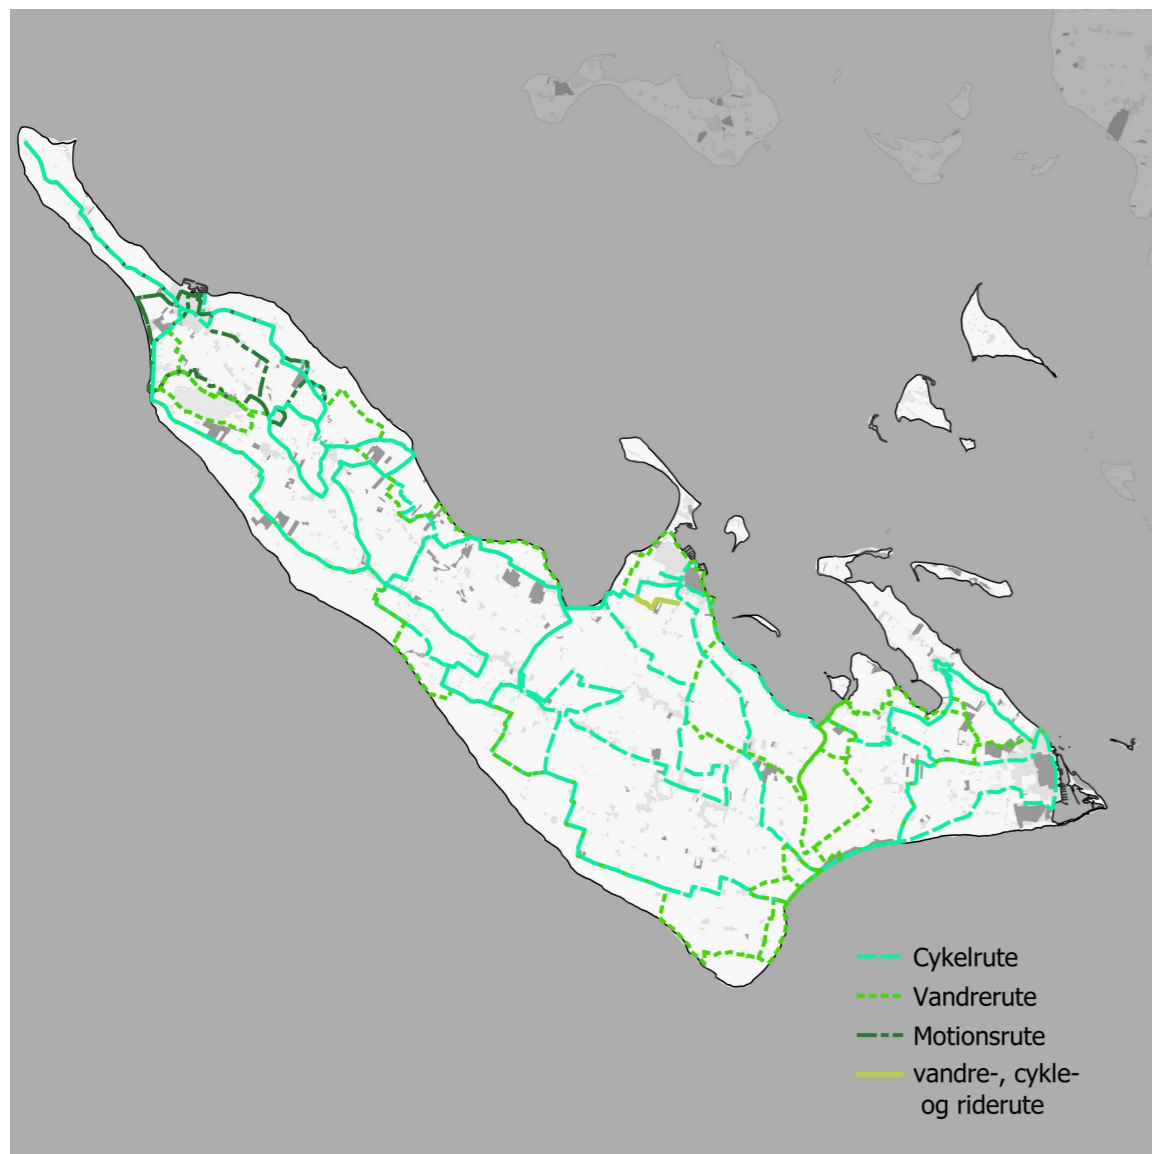 Cykelrute
Vandrerute
Motionsrute
vandre-, cykle-
og riderute